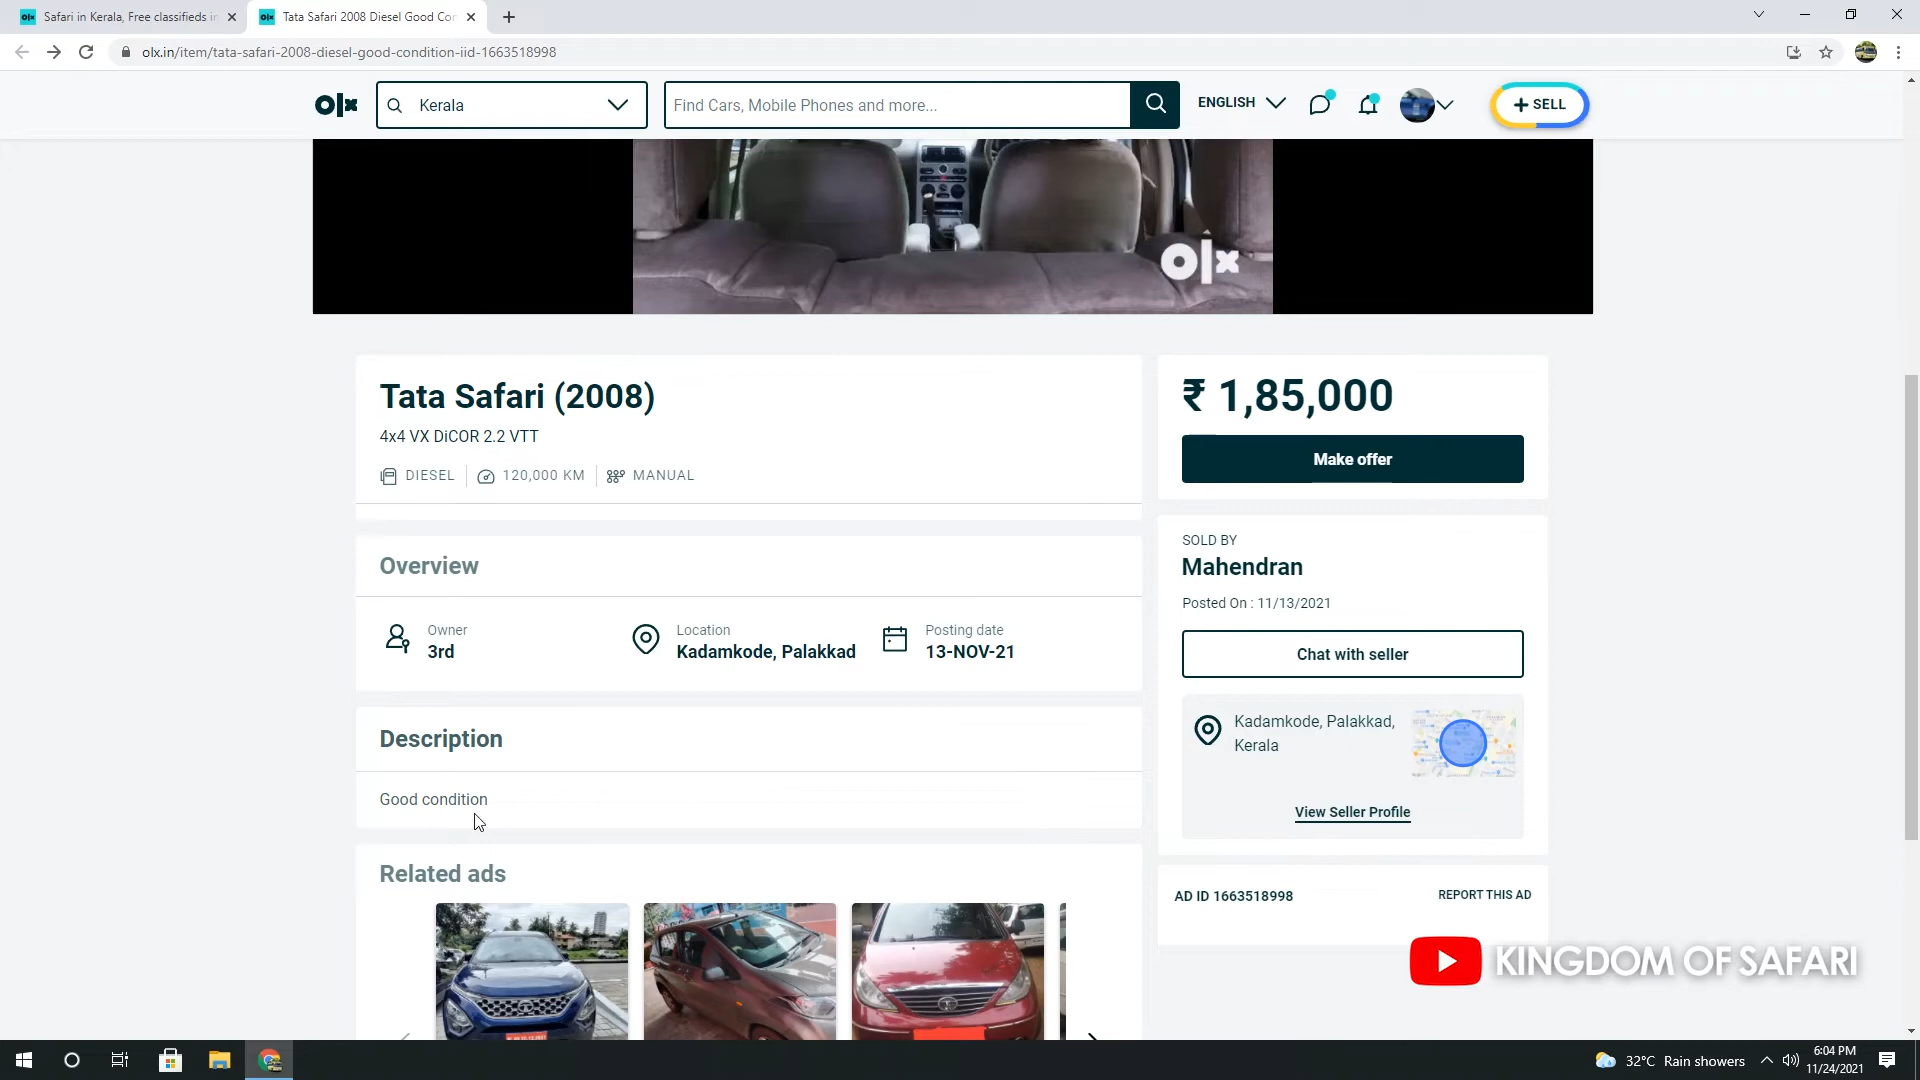 Safari in Kerala, Free classifieds in
Tata Safari 2008 Diesel Good Con
olx.in/item/tata-safari-2008-diesel-good-condition-iid-1663518998
olx
Kerala
Find Cars, Mobile Phones and more...
ENGLISH
SELL
olx
Tata Safari (2008)
4x4 VX DiCOR 2.2 VTT
DIESEL
120,000 KM
MANUAL
₹ 1,85,000
Make offer
Overview
Owner
3rd
Location
Kadamkode, Palakkad
Posting date
13-NOV-21
SOLD BY
Mahendran
Posted On : 11/13/2021
Chat with seller
Kadamkode, Palakkad,
Kerala
View Seller Profile
Description
Good condition
Related ads
AD ID 1663518998
REPORT THIS AD
KINGDOM OF SAFARI
32°C Rain showers
6:04 PM
11/24/2021